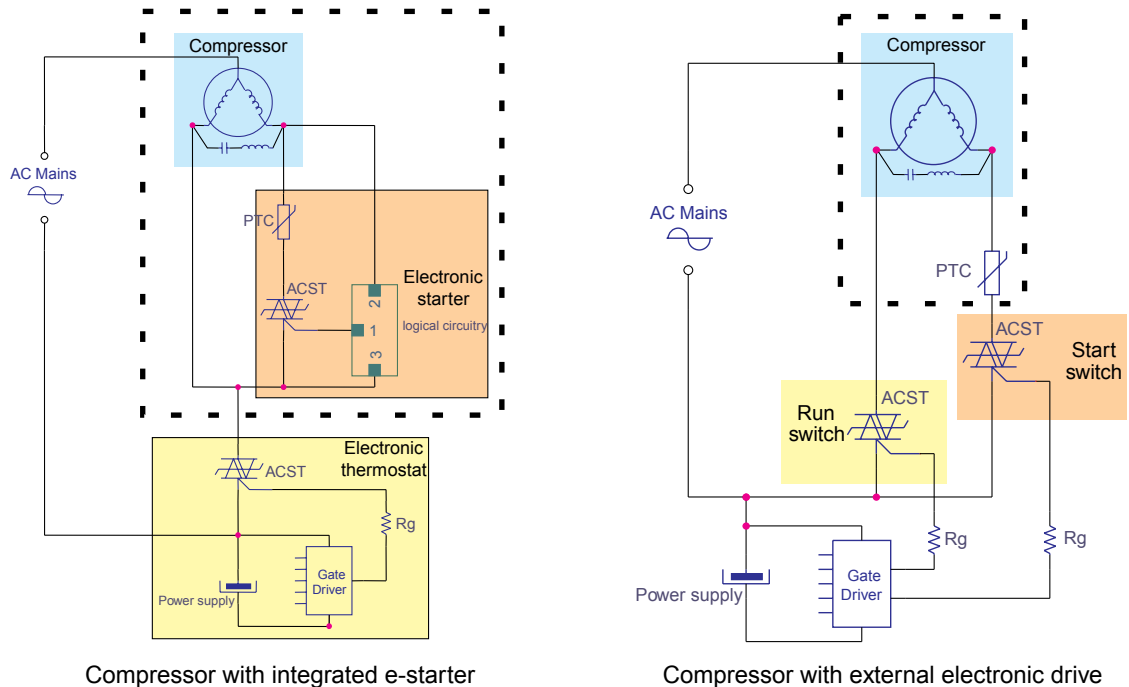 Compressor
AC Mains
PTC
ACST
Electronic
starter
logical circuitry
2
1
3
Electronic
thermostat
ACST
Rg
Gate
Driver
Power supply
Compressor with integrated e-starter
Compressor
AC Mains
PTC
ACST
Start
switch
ACST
Run
switch
Rg
Rg
Gate
Driver
Power supply
Compressor with external electronic drive